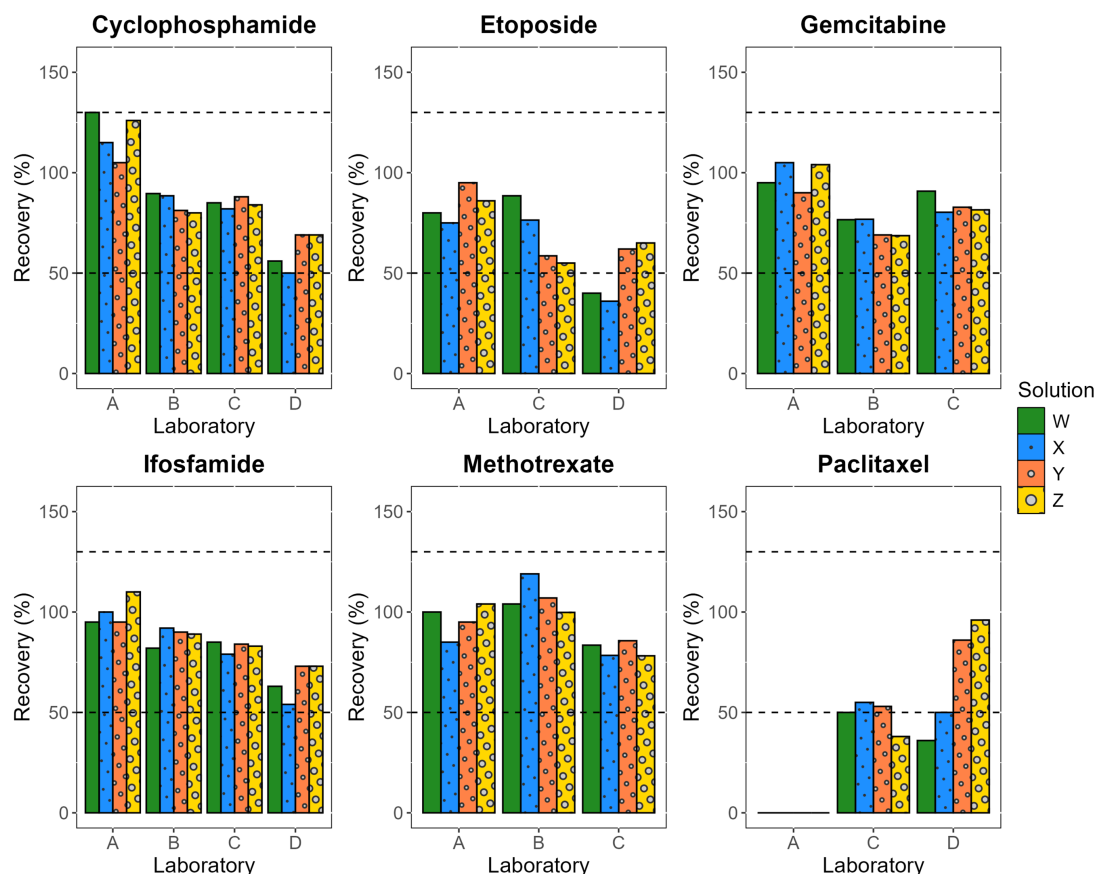 Cyclophosphamide
Etoposide
Gemcitabine
150
100
50
0
Recovery (%)
A B C D
Laboratory
150
100
50
0
Recovery (%)
A C D
Laboratory
150
100
50
0
Recovery (%)
A B C
Laboratory
Solution
W
X
Y
Z
Ifosfamide
Methotrexate
Paclitaxel
150
100
50
0
Recovery (%)
A B C D
Laboratory
150
100
50
0
Recovery (%)
A B C
Laboratory
150
100
50
0
Recovery (%)
A C D
Laboratory